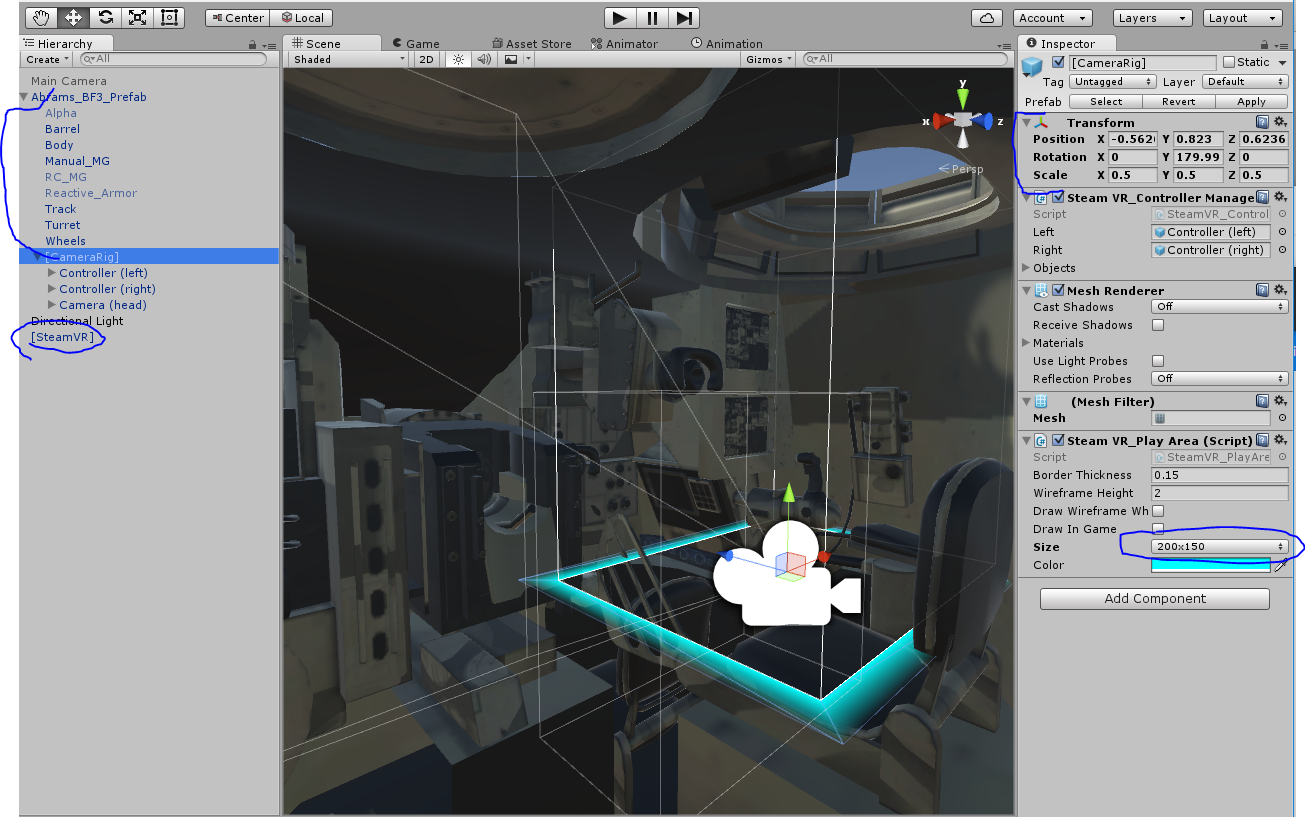 Center Local Account Layers Layout
Hierarchy
Create All
Main Camera
Abrams_BF3_Prefab
Alpha
Barrel
Body
Manual_MG
RC_MG
Reactive_Armor
Track
Turret
Wheels
[CameraRig]
Controller (left)
Controller (right)
Camera (head)
Directional Light
[SteamVR]
Scene Game Asset Store Animator Animation
Shaded 2D Gizmos All
y
x z
Persp
Inspector
[CameraRig] Static
Tag Untagged Layer Default
Prefab Select Revert Apply
Transform
Position X -0.562 Y 0.823 Z 0.6236
Rotation X 0 Y 179.99 Z 0
Scale X 0.5 Y 0.5 Z 0.5
Steam VR_Controller Manage
Script SteamVR_Control
Left Controller (left)
Right Controller (right)
Objects
Mesh Renderer
Cast Shadows Off
Receive Shadows
Materials
Use Light Probes
Reflection Probes Off
(Mesh Filter)
Mesh
Steam VR_Play Area (Script)
Script SteamVR_PlayAre
Border Thickness 0.15
Wireframe Height 2
Draw Wireframe Wh
Draw In Game
Size 200x150
Color
Add Component